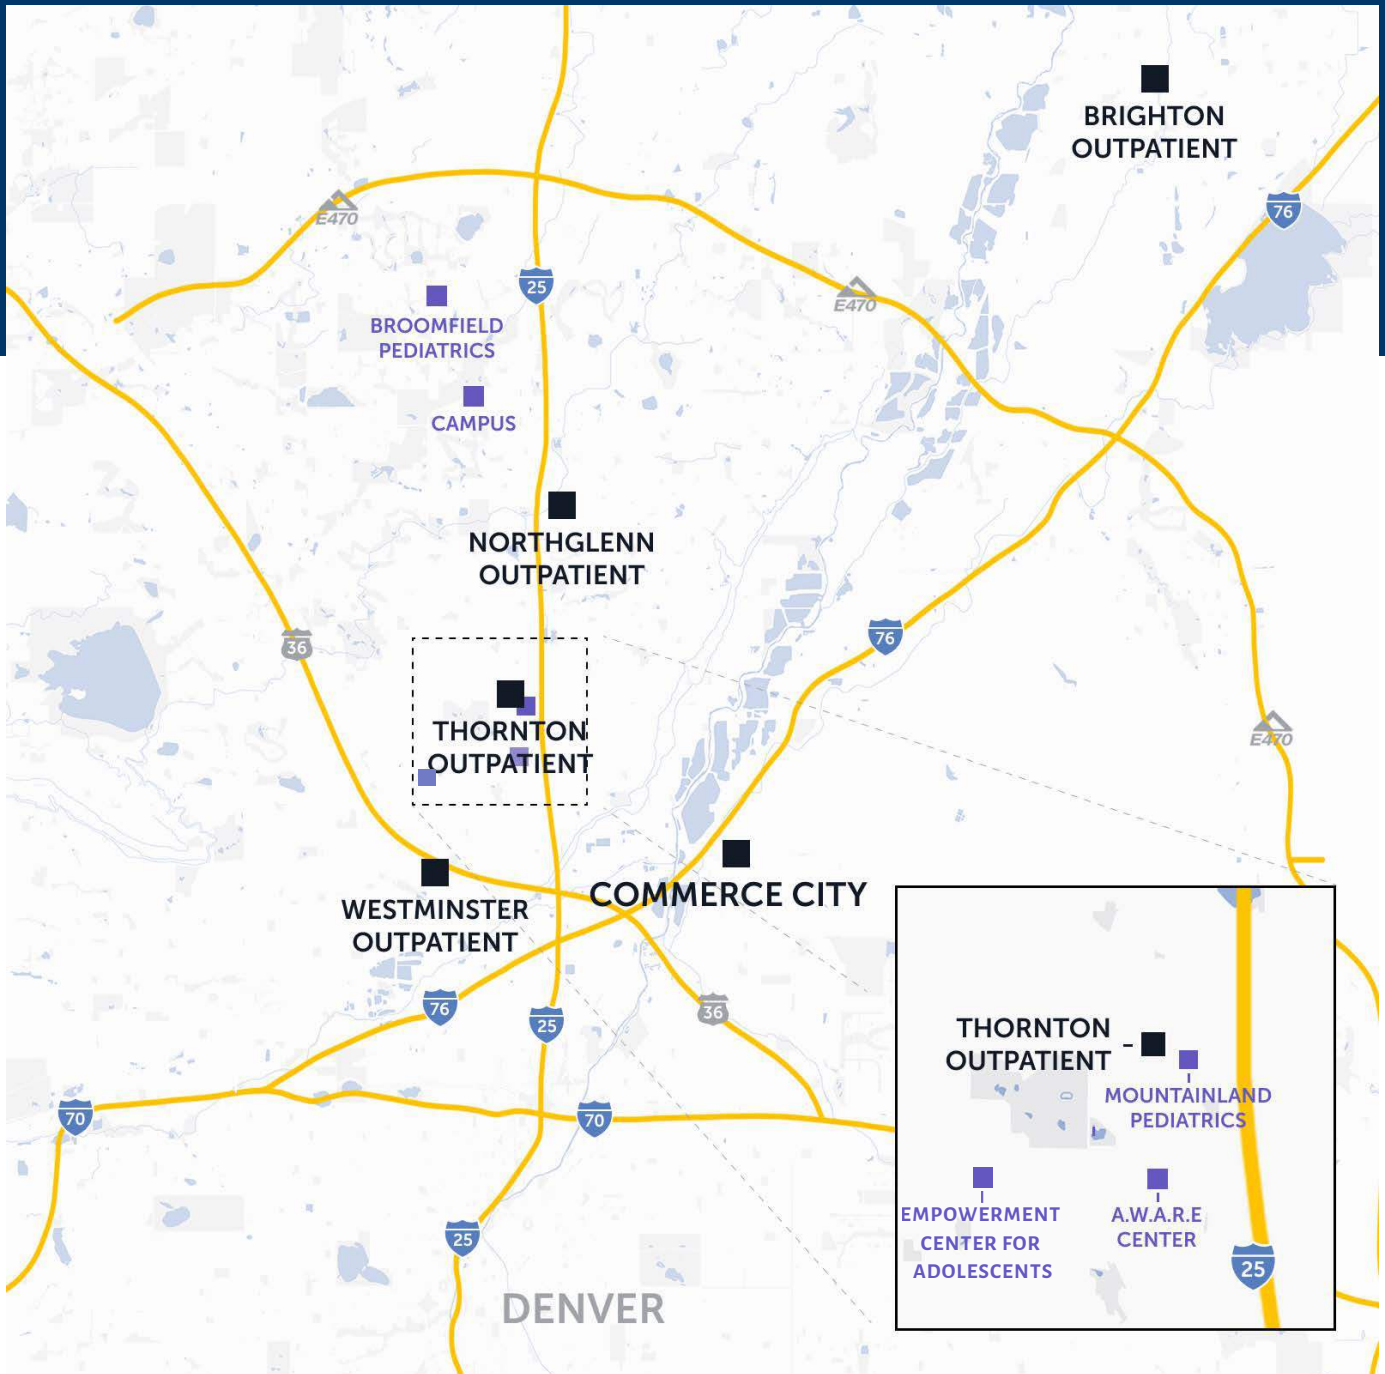 BRIGHTON
OUTPATIENT
76
E470
25
E470
BROOMFIELD
PEDIATRICS
CAMPUS
NORTHGLENN
OUTPATIENT
36
76
THORNTON
OUTPATIENT
E470
COMMERCE CITY
WESTMINSTER
OUTPATIENT
76
25
36
70
70
25
DENVER
THORNTON
OUTPATIENT
MOUNTAINLAND
PEDIATRICS
EMPOWERMENT
CENTER FOR
ADOLESCENTS
A.W.A.R.E
CENTER
25